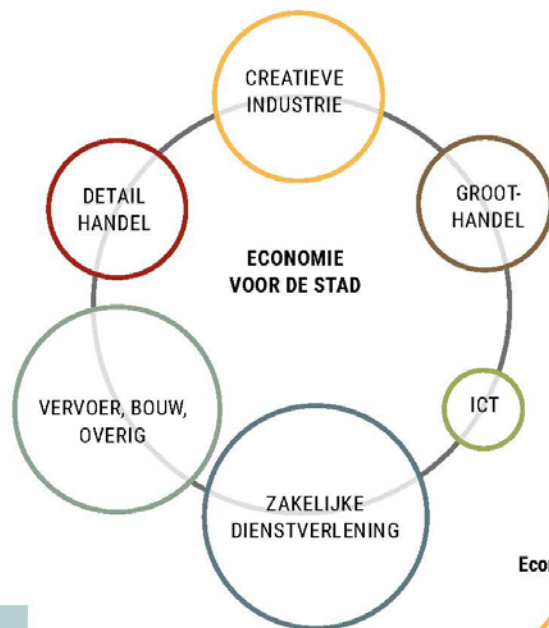 CREATIEVE
INDUSTRIE
DETAIL
HANDEL
GROOT-
HANDEL
ECONOMIE
VOOR DE STAD
VERVOER, BOUW,
OVERIG
ICT
ZAKELIJKE
DIENSTVERLENING